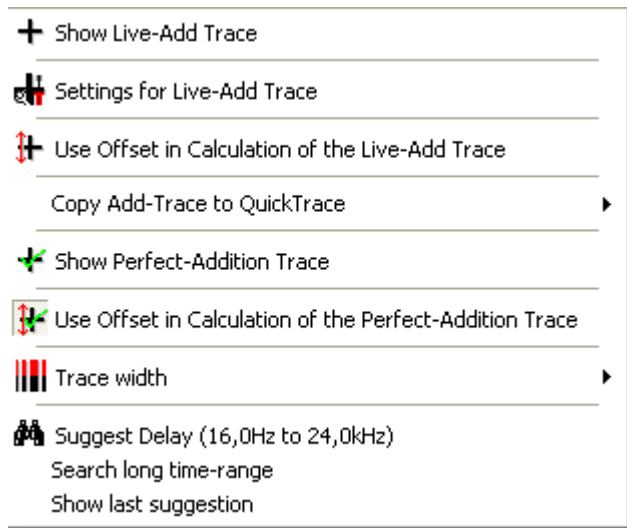 Show Live-Add Trace
Settings for Live-Add Trace
Use Offset in Calculation of the Live-Add Trace
Copy Add-Trace to QuickTrace
Show Perfect-Addition Trace
Use Offset in Calculation of the Perfect-Addition Trace
Trace width
Suggest Delay (16,0Hz to 24,0kHz)
Search long time-range
Show last suggestion